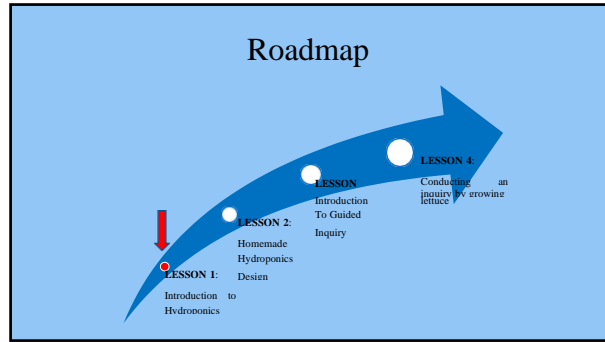 Roadmap
LESSON 4:
Conducting an
inquiry by growing
lettuce
LESSON
Introduction
To Guided
Inquiry
LESSON 2:
Homemade
Hydroponics
Design
LESSON 1:
Introduction to
Hydroponics